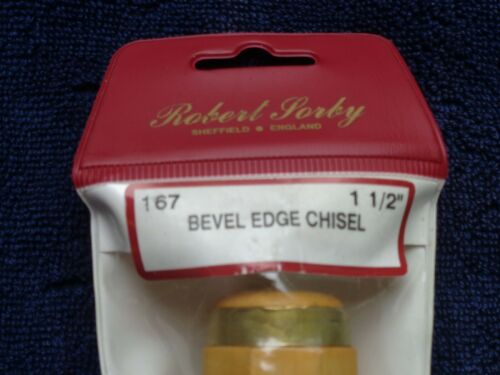 Robert Sorby
SHEFFIELD ® ENGLAND
167 1 1/2"
BEVEL EDGE CHISEL